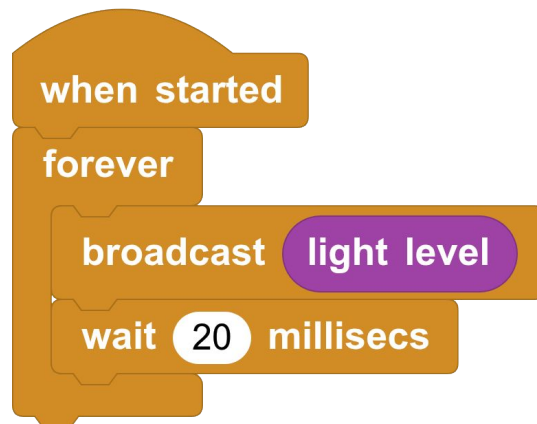 when started
forever
broadcast light level
wait 20 millisecs